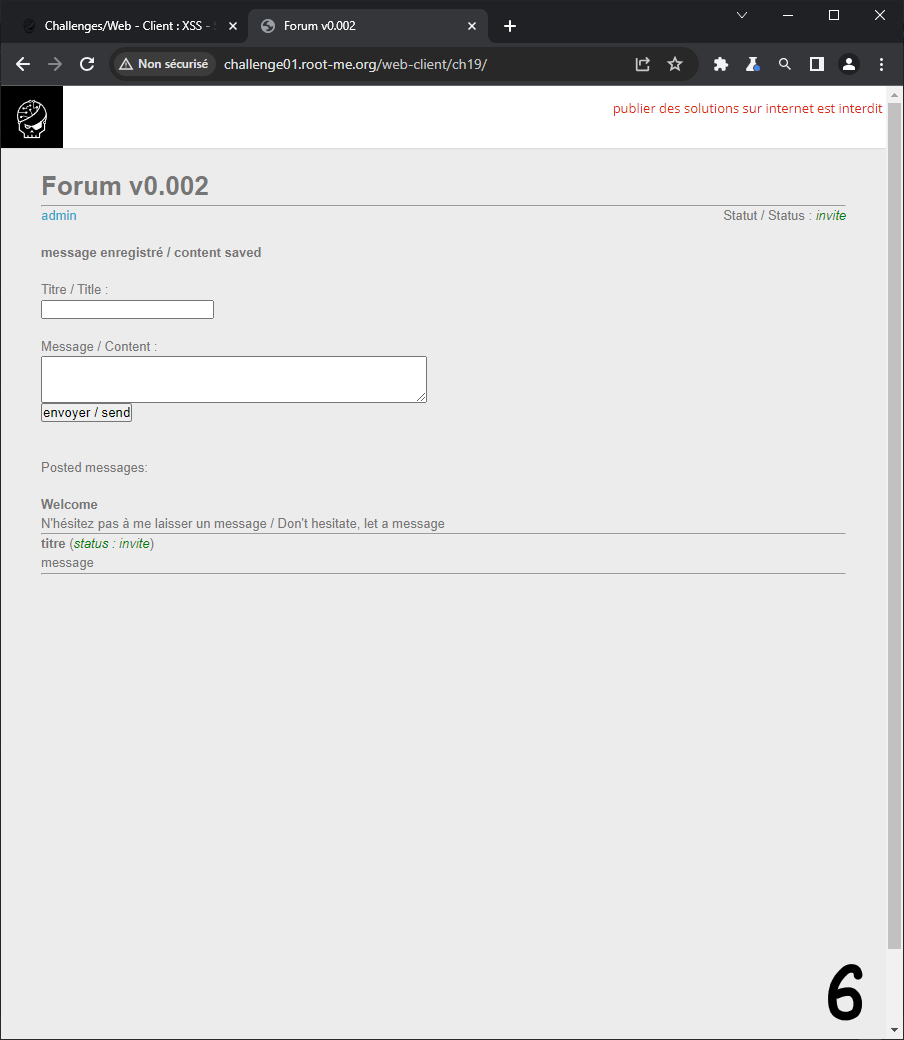 Challenges/Web - Client : XSS -
Forum v0.002
Non sécurisé
challenge01.root-me.org/web-client/ch19/
publier des solutions sur internet est interdit
Forum v0.002
admin
Statut / Status : invite
message enregistré / content saved
Titre / Title :
Message / Content :
envoyer / send
Posted messages:
Welcome
N'hésitez pas à me laisser un message / Don't hesitate, let a message
titre (status : invite)
message
6